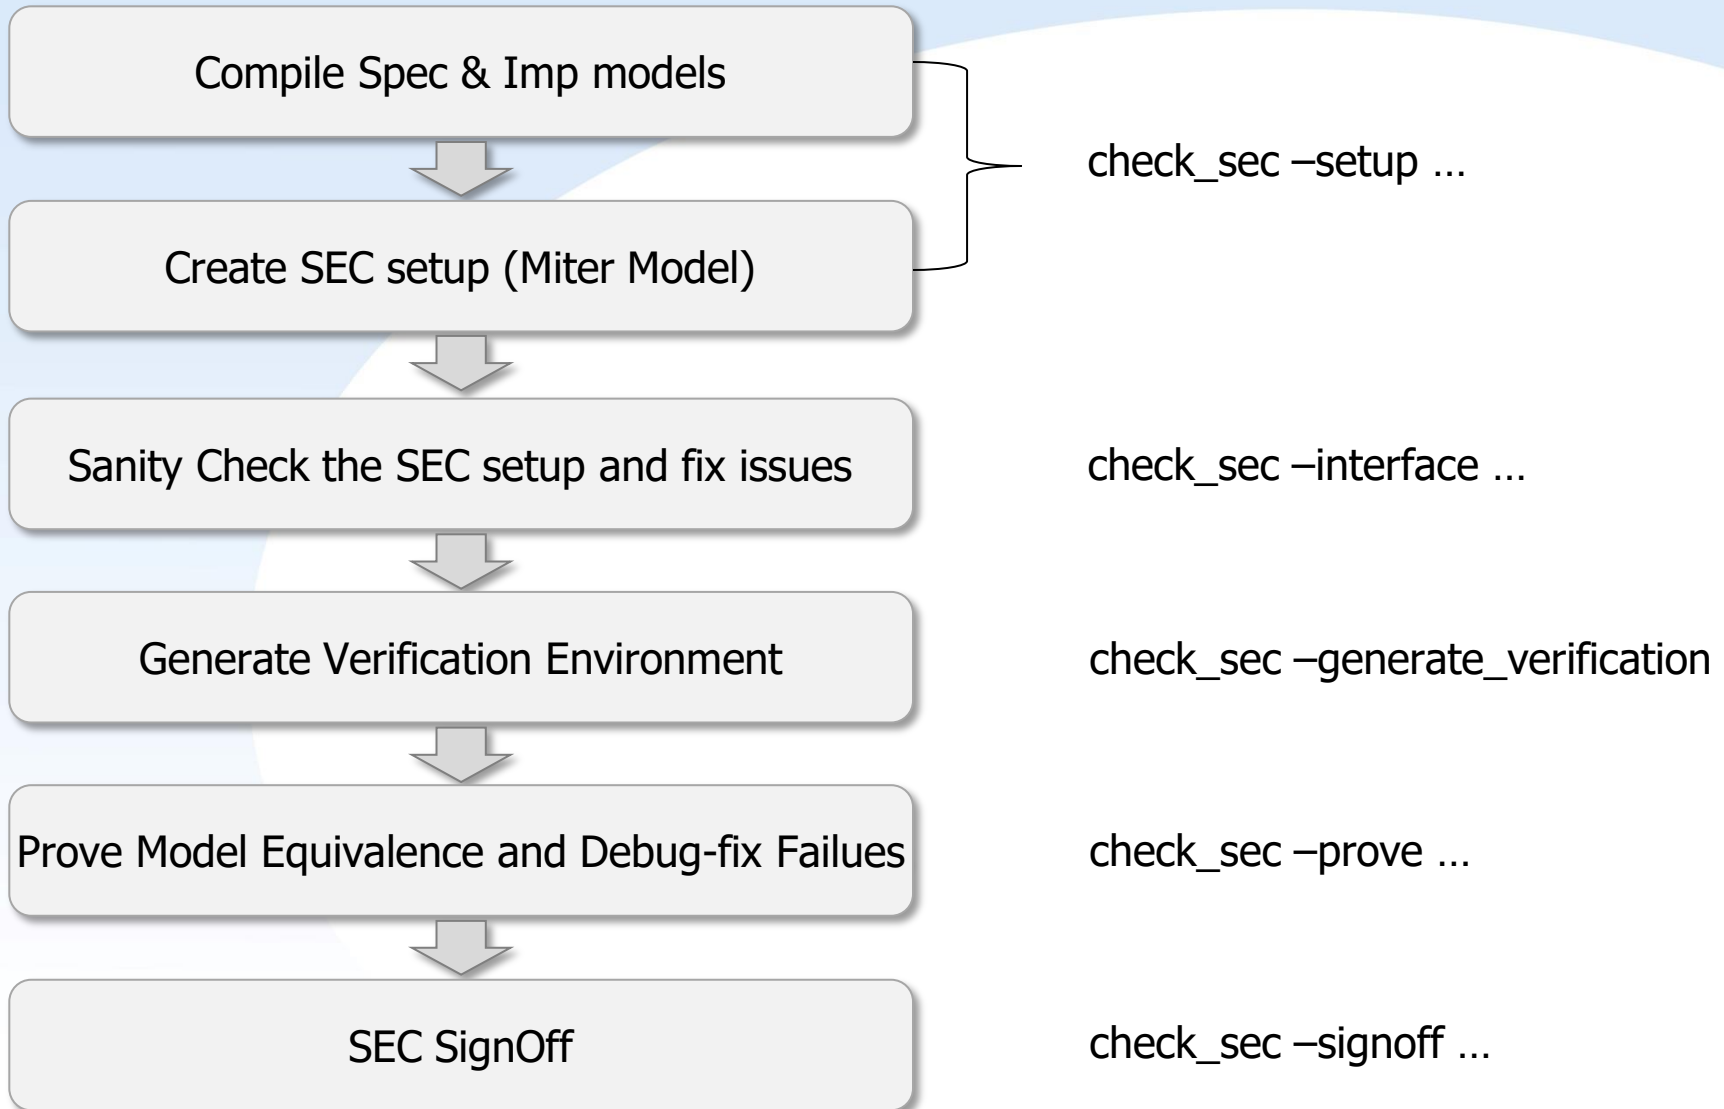 Compile Spec & Imp models
check_sec –setup …
Create SEC setup (Miter Model)
Sanity Check the SEC setup and fix issues
check_sec –interface …
Generate Verification Environment
check_sec –generate_verification
Prove Model Equivalence and Debug-fix Failues
check_sec –prove …
SEC SignOff
check_sec –signoff …